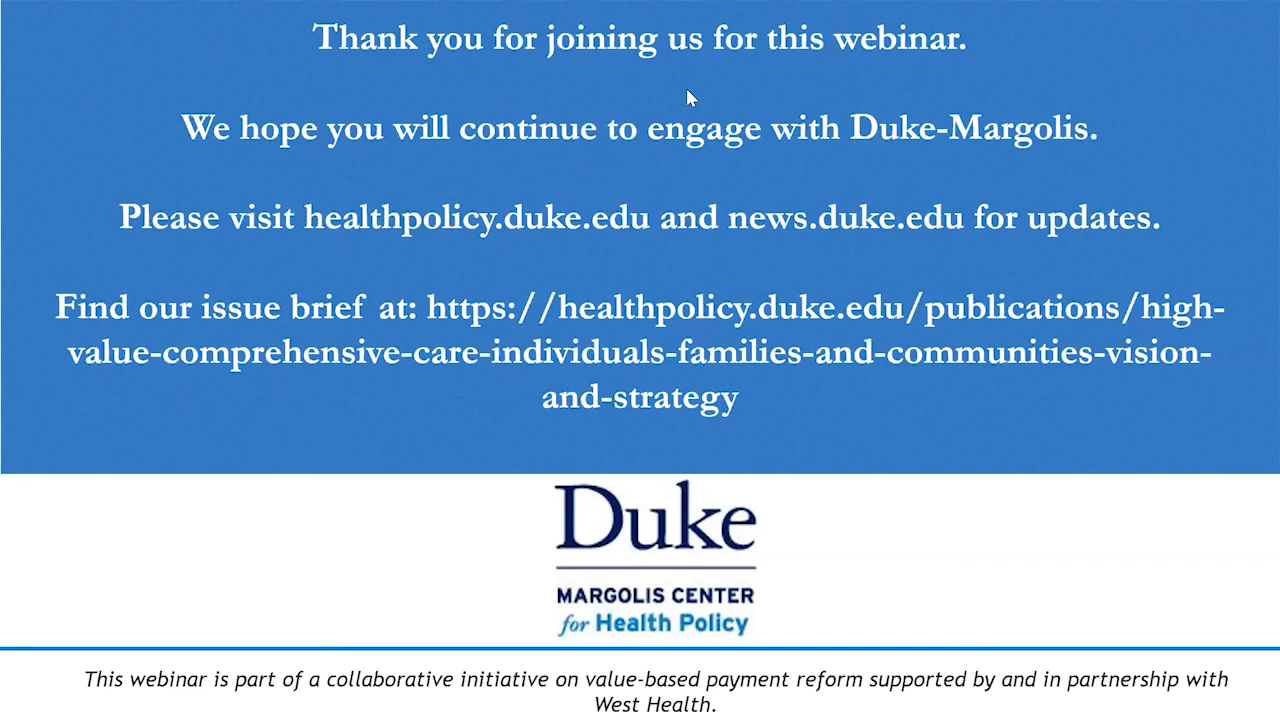 Thank you for joining us for this webinar.
We hope you will continue to engage with Duke-Margolis.
Please visit healthpolicy.duke.edu and news.duke.edu for updates.
Find our issue brief at: https://healthpolicy.duke.edu/publications/high-
value-comprehensive-care-individuals-families-and-communities-vision-
and-strategy
Duke
MARGOLIS CENTER
for Health Policy
This webinar is part of a collaborative initiative on value-based payment reform supported by and in partnership with
West Health.